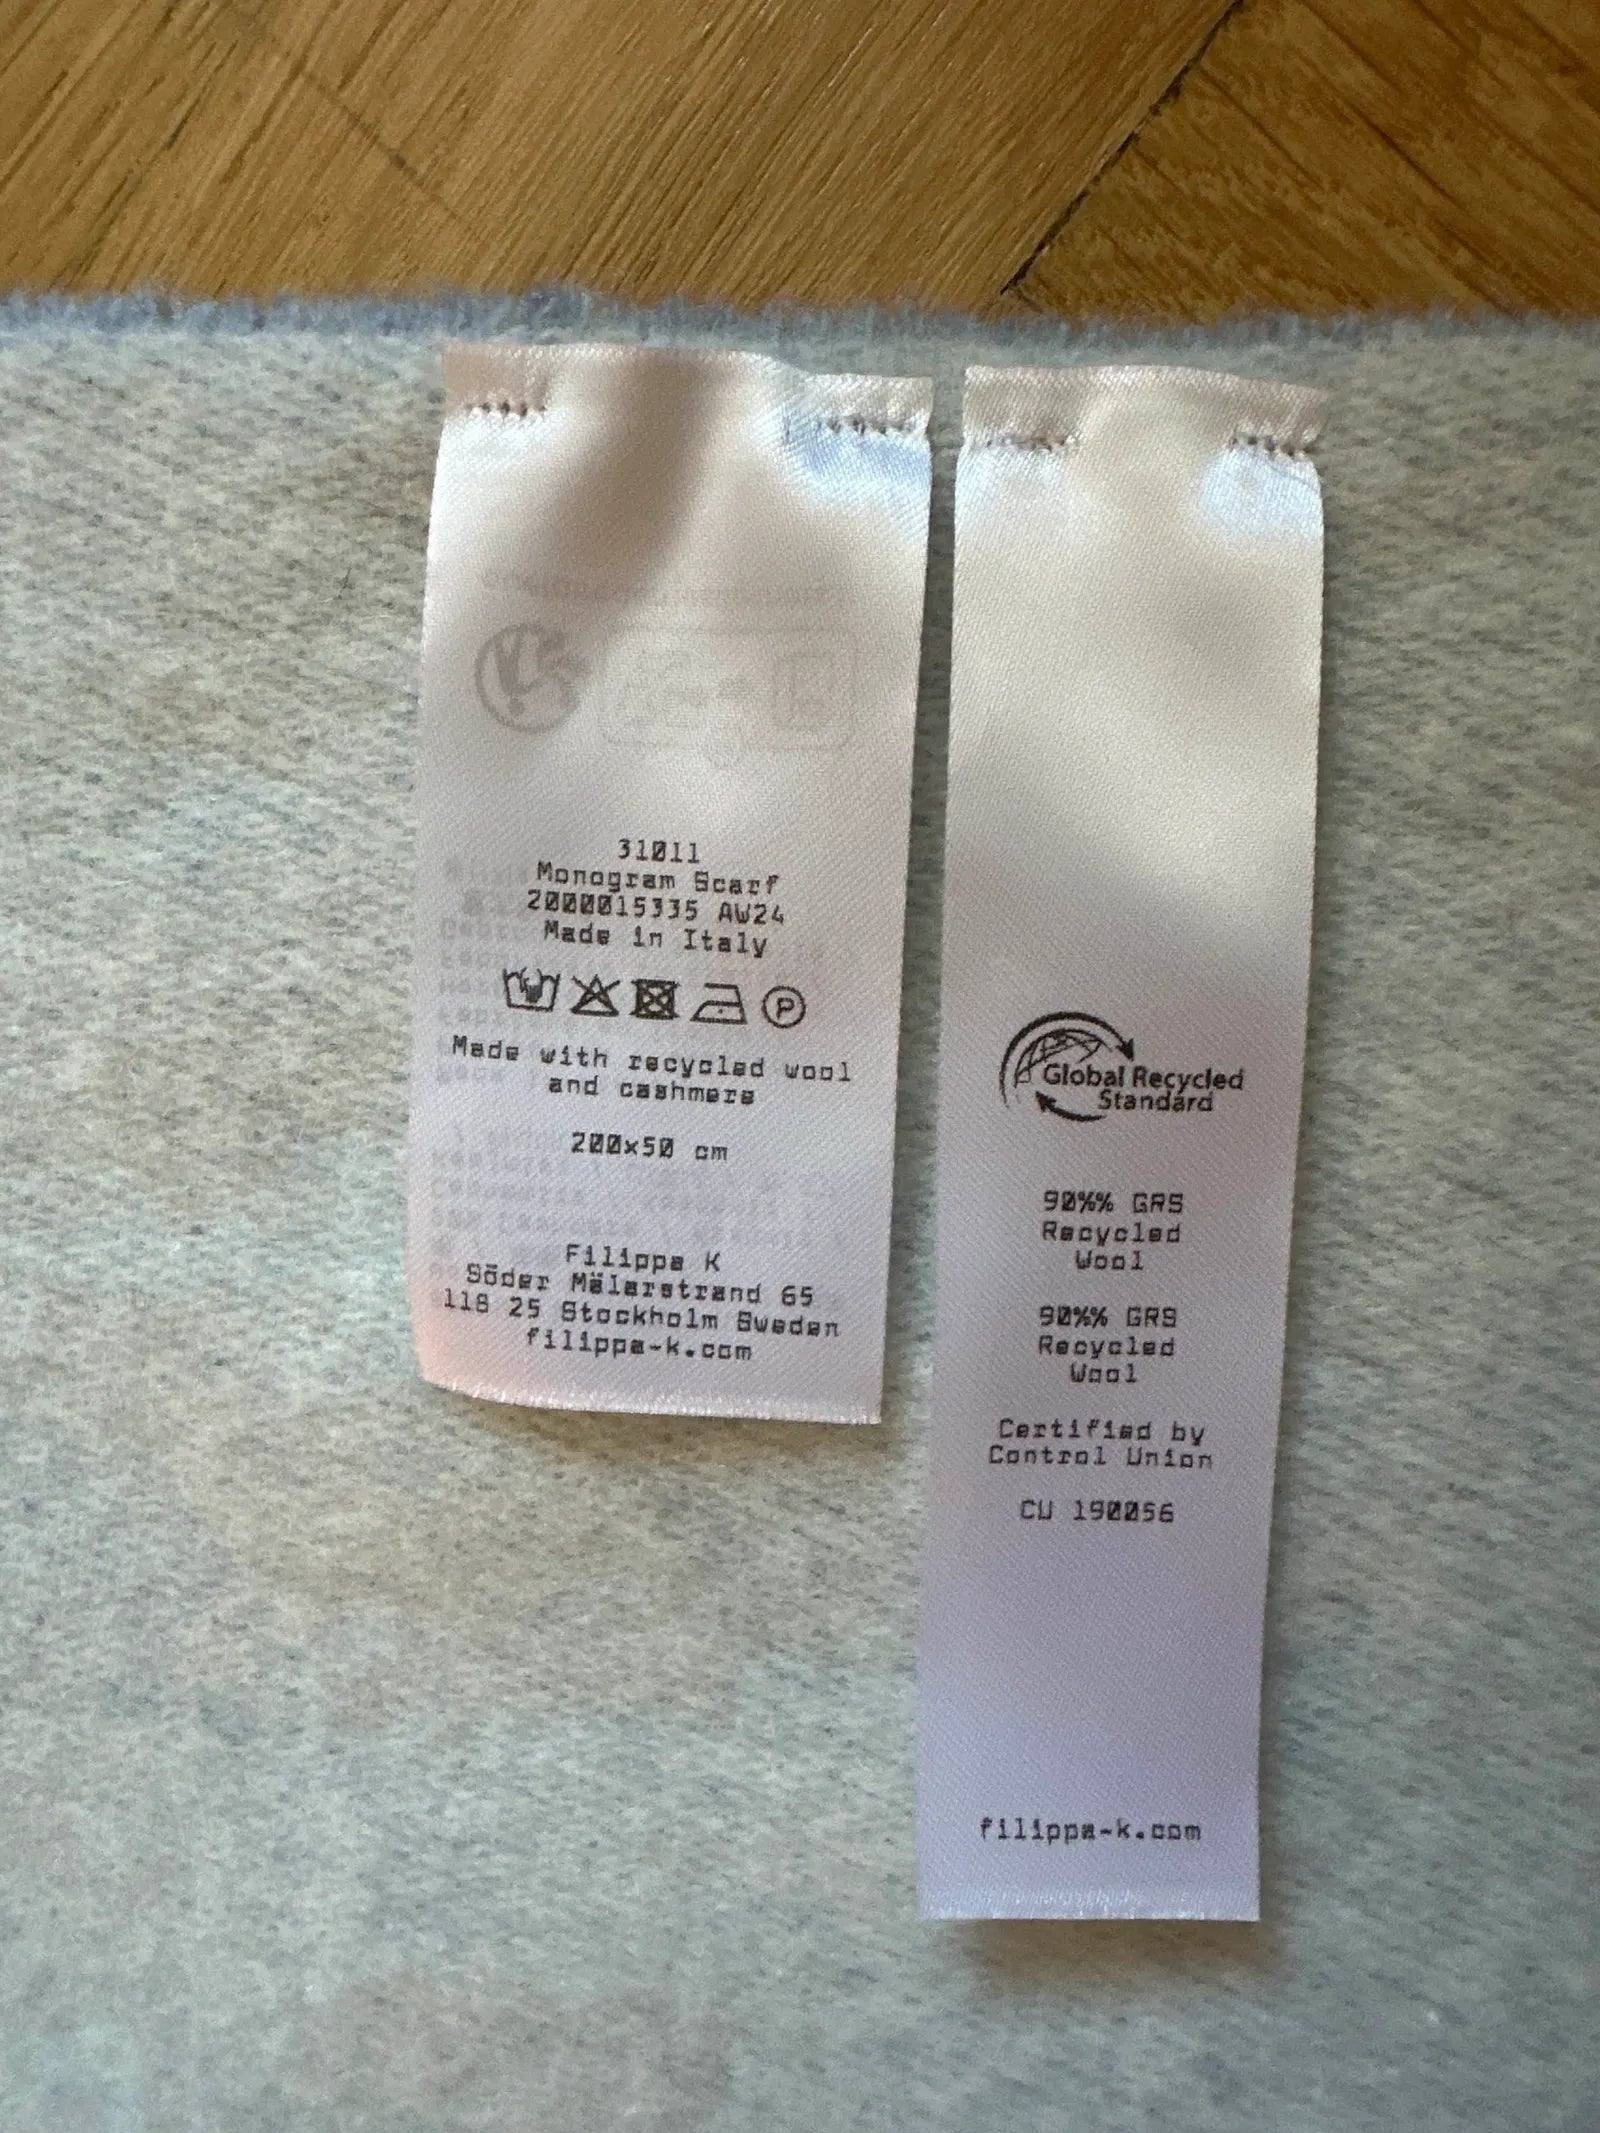 31011
Monogram Scarf
2000015335 AW24
Made in Italy
P
Made with recycled wool
and cashmere
200x50 cm
Filippa K
Söder Mälarstrand 65
118 25 Stockholm Sweden
filippa-k.com
Global Recycled
Standard
90%% GRS
Recycled
Wool
90%% GRS
Recycled
Wool
Certified by
Control Union
CU 190056
filippa-k.com